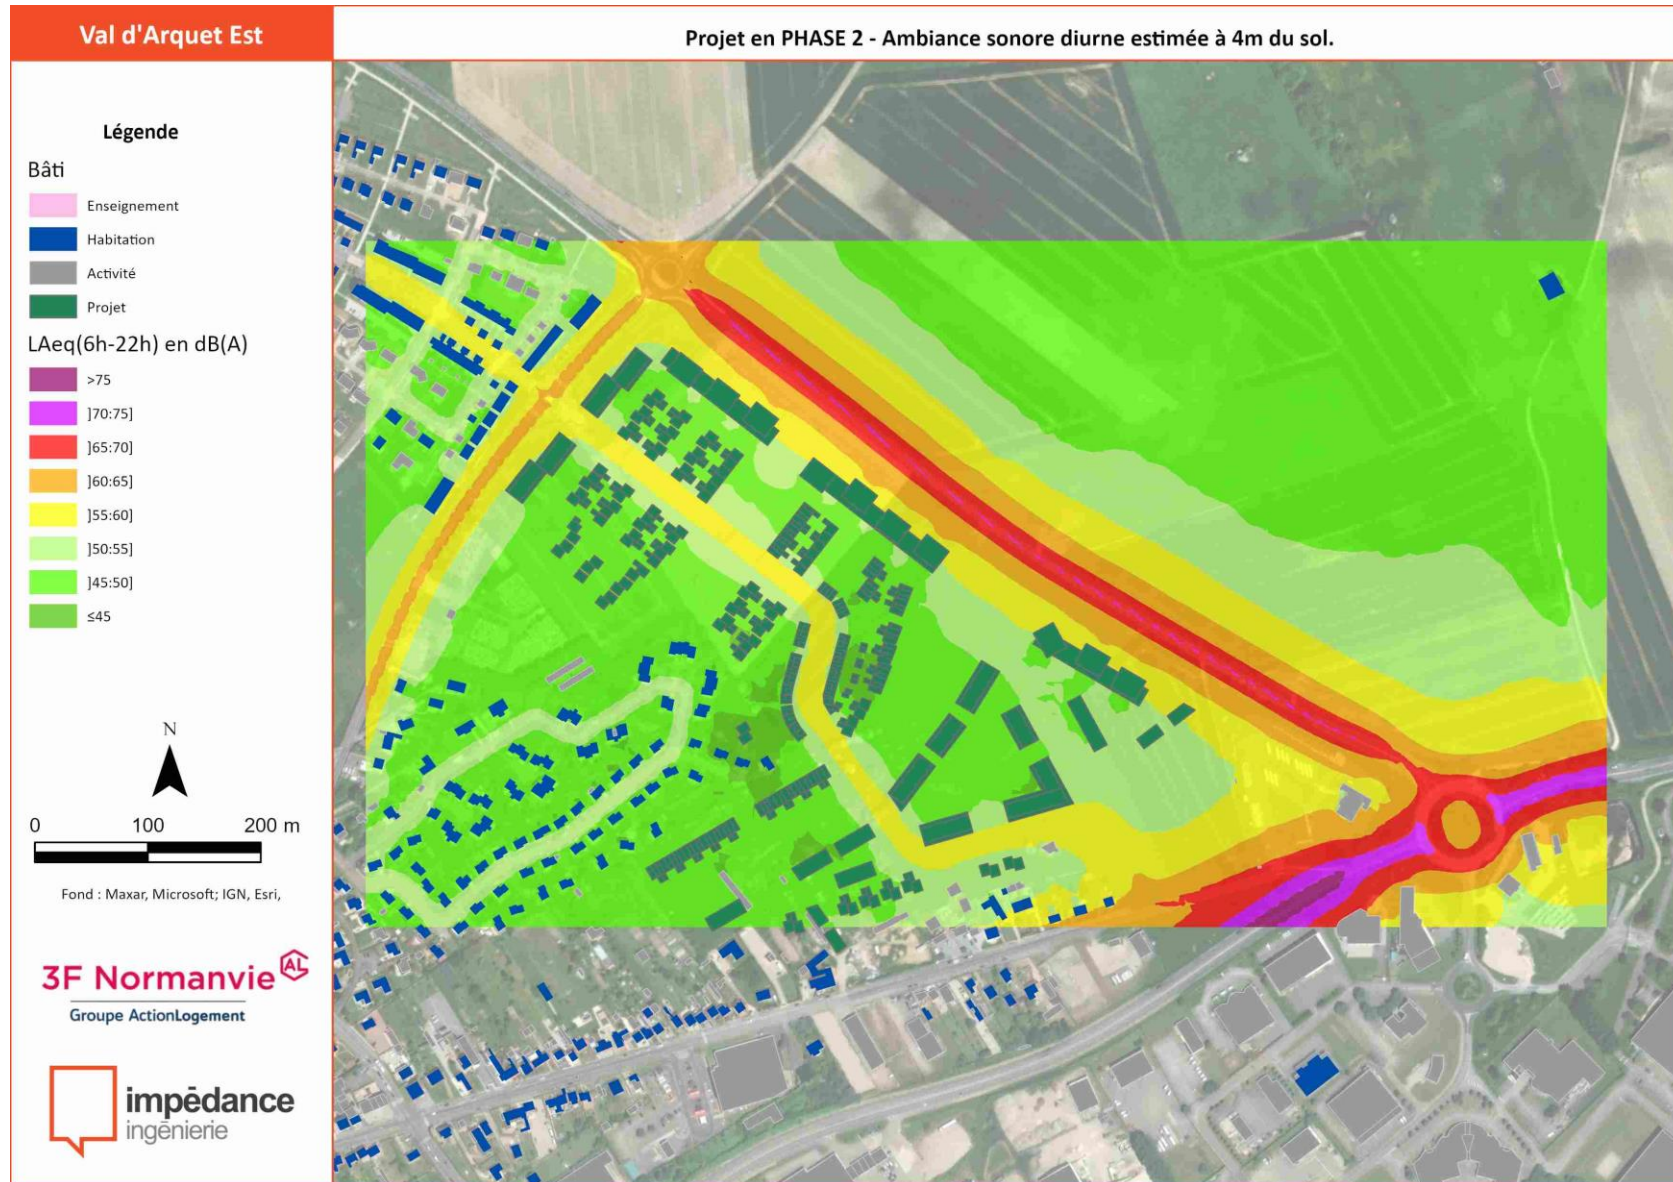 Val d'Arquet Est
Projet en PHASE 2 - Ambiance sonore diurne estimée à 4m du sol.
Légende
Bâti
Enseignement
Habitation
Activité
Projet
LAeq(6h-22h) en dB(A)
>75
]70:75]
]65:70]
]60:65]
]55:60]
]50:55]
]45:50]
≤45
N
0 100 200 m
Fond : Maxar, Microsoft; IGN, Esri,
3F Normanvie AL
Groupe ActionLogement
impēdance
ingénierie